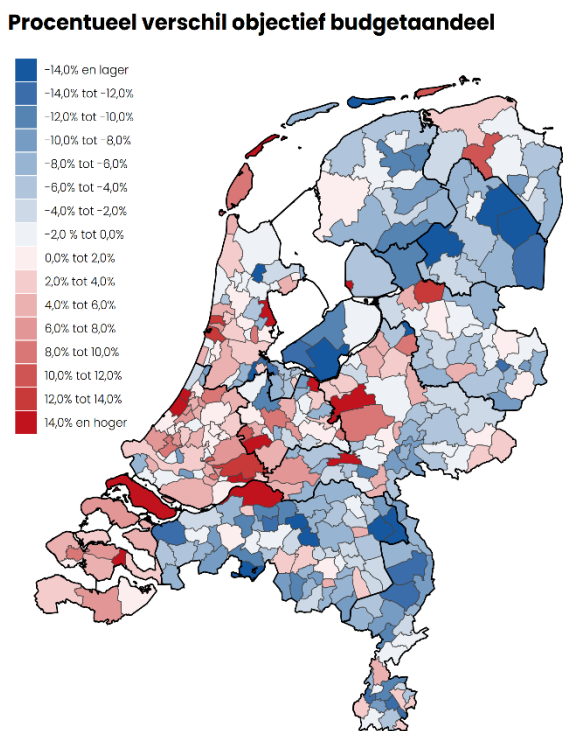 Procentueel verschil objectief budgetaandeel
-14,0% en lager
-14,0% tot -12,0%
-12,0% tot -10,0%
-10,0% tot -8,0%
-8,0% tot -6,0%
-6,0% tot -4,0%
-4,0% tot -2,0%
-2,0 % tot 0,0%
0,0% tot 2,0%
2,0% tot 4,0%
4,0% tot 6,0%
6,0% tot 8,0%
8,0% tot 10,0%
10,0% tot 12,0%
12,0% tot 14,0%
14,0% en hoger